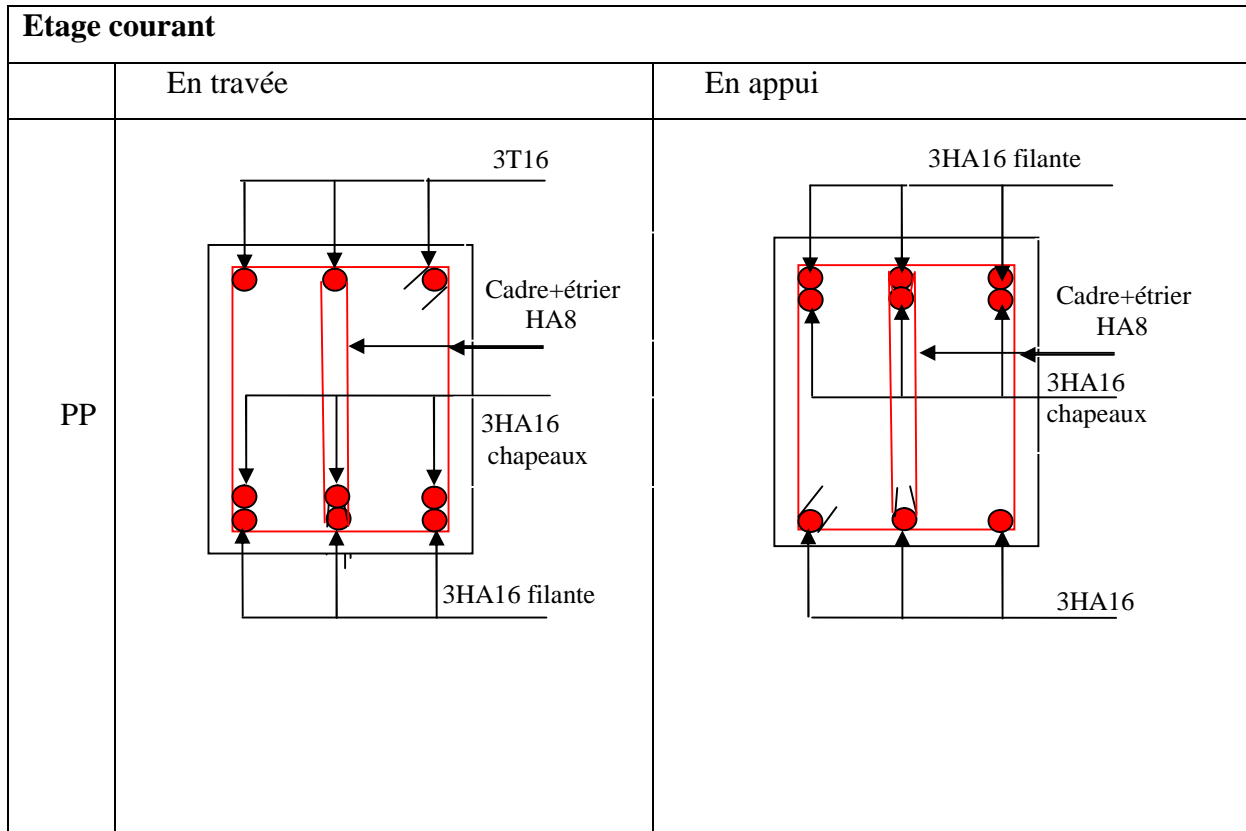 Etage courant
En travée
En appui
PP
3T16
Cadre+étrier
HA8
3HA16
chapeaux
3HA16 filante
3HA16 filante
Cadre+étrier
HA8
3HA16
chapeaux
3HA16